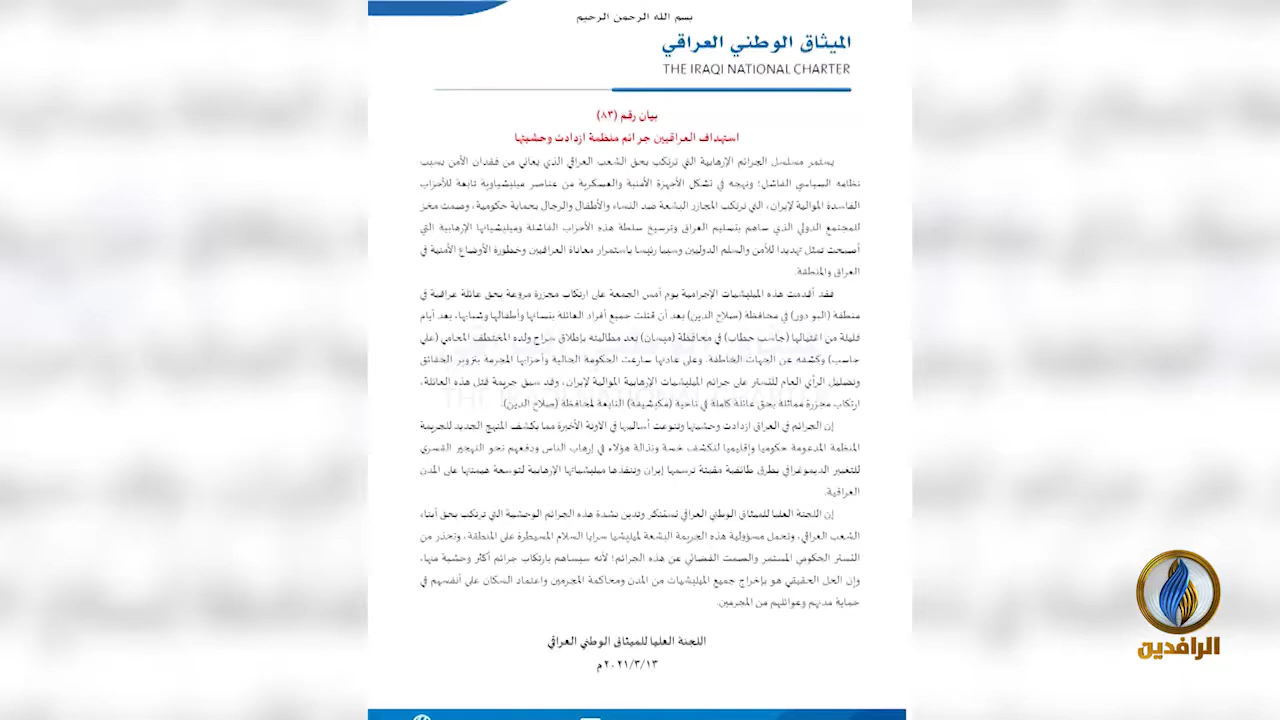 بسم الله الرحمن الرحيم
الميثاق الوطني العراقي
THE IRAQI NATIONAL CHARTER
بيان رقم (٨٣)
استهداف العراقيين جرائم منظمة ازدادت وحشيتها
يستمر مسلسل الجرائم الإرهابية التي ترتكب بحق الشعب العراقي الذي يعاني من فقدان الأمن بسبب
نظامه السياسي الفاشل؛ ونهجه في تشكل الأجهزة الأمنية والعسكرية من عناصر ميليشياوية تابعة للأحزاب
الفاسدة الموالية لإيران، التي ترتكب المجازر البشعة ضد النساء والأطفال والرجال بحماية حكومية، وصمت مخز
للمجتمع الدولي الذي ساهم بتسليم العراق وترسيخ سلطة هذه الأحزاب الفاشلة وميليشياتها الإرهابية التي
أصبحت تمثل تهديدا للأمن والسلم الدوليين وسببا رئيسا باستمرار معاناة العراقيين وخطورة الأوضاع الأمنية في
العراق والمنطقة.
فقد أقدمت هذه الميليشيات الإجرامية يوم أمس الجمعة على ارتكاب مجزرة مروعة بحق عائلة عراقية في
منطقة (البو دور) في محافظة (صلاح الدين) بعد أن قتلت جميع أفراد العائلة بنسائها وأطفالها وشبابها، بعد أيام
قليلة من اغتيالها (جاسب حطاب) في محافظة (ميسان) بعد مطالبته بإطلاق سراح ولده المختطف المحامي (علي
جاسب) وكشفه عن الجهات الخاطفة. وعلى عادتها سارعت الحكومة الحالية وأحزابها المجرمة بتزوير الحقائق
وتضليل الرأي العام للتستر على جرائم الميليشيات الإرهابية الموالية لإيران، وقد سبق جريمة قتل هذه العائلة،
ارتكاب مجزرة مماثلة بحق عائلة كاملة في ناحية (مكيشيفة) التابعة لمحافظة (صلاح الدين).
إن الجرائم في العراق ازدادت وحشيتها وتنوعت أساليبها في الاونة الأخيرة مما يكشف المنهج الجديد للجريمة
المنظمة المدعومة حكوميا وإقليميا لتكشف خسة ونذالة هؤلاء في إرهاب الناس ودفعهم نحو التهجير القسري
للتغيير الديموغرافي بطرق طائفية مقيتة ترسمها إيران وتنفذها ميليشياتها الإرهابية لتوسعة هيمنتها على المدن
العراقية.
إن اللجنة العليا للميثاق الوطني العراقي تستنكر وتدين بشدة هذه الجرائم الوحشية التي ترتكب بحق أبناء
الشعب العراقي، وتحمل مسؤولية هذه الجريمة البشعة لميليشيا سرايا السلام المسيطرة على المنطقة، وتحذر من
التستر الحكومي المستمر والصمت القضائي عن هذه الجرائم؛ لأنه سيساهم بارتكاب جرائم أكثر وحشية منها،
وإن الحل الحقيقي هو بإخراج جميع الميليشيات من المدن ومحاكمة المجرمين واعتماد السكان على أنفسهم في
حماية مدنهم وعوائلهم من المجرمين.
اللجنة العليا للميثاق الوطني العراقي
٢٠٢١/٣/١٣م
الرافدين